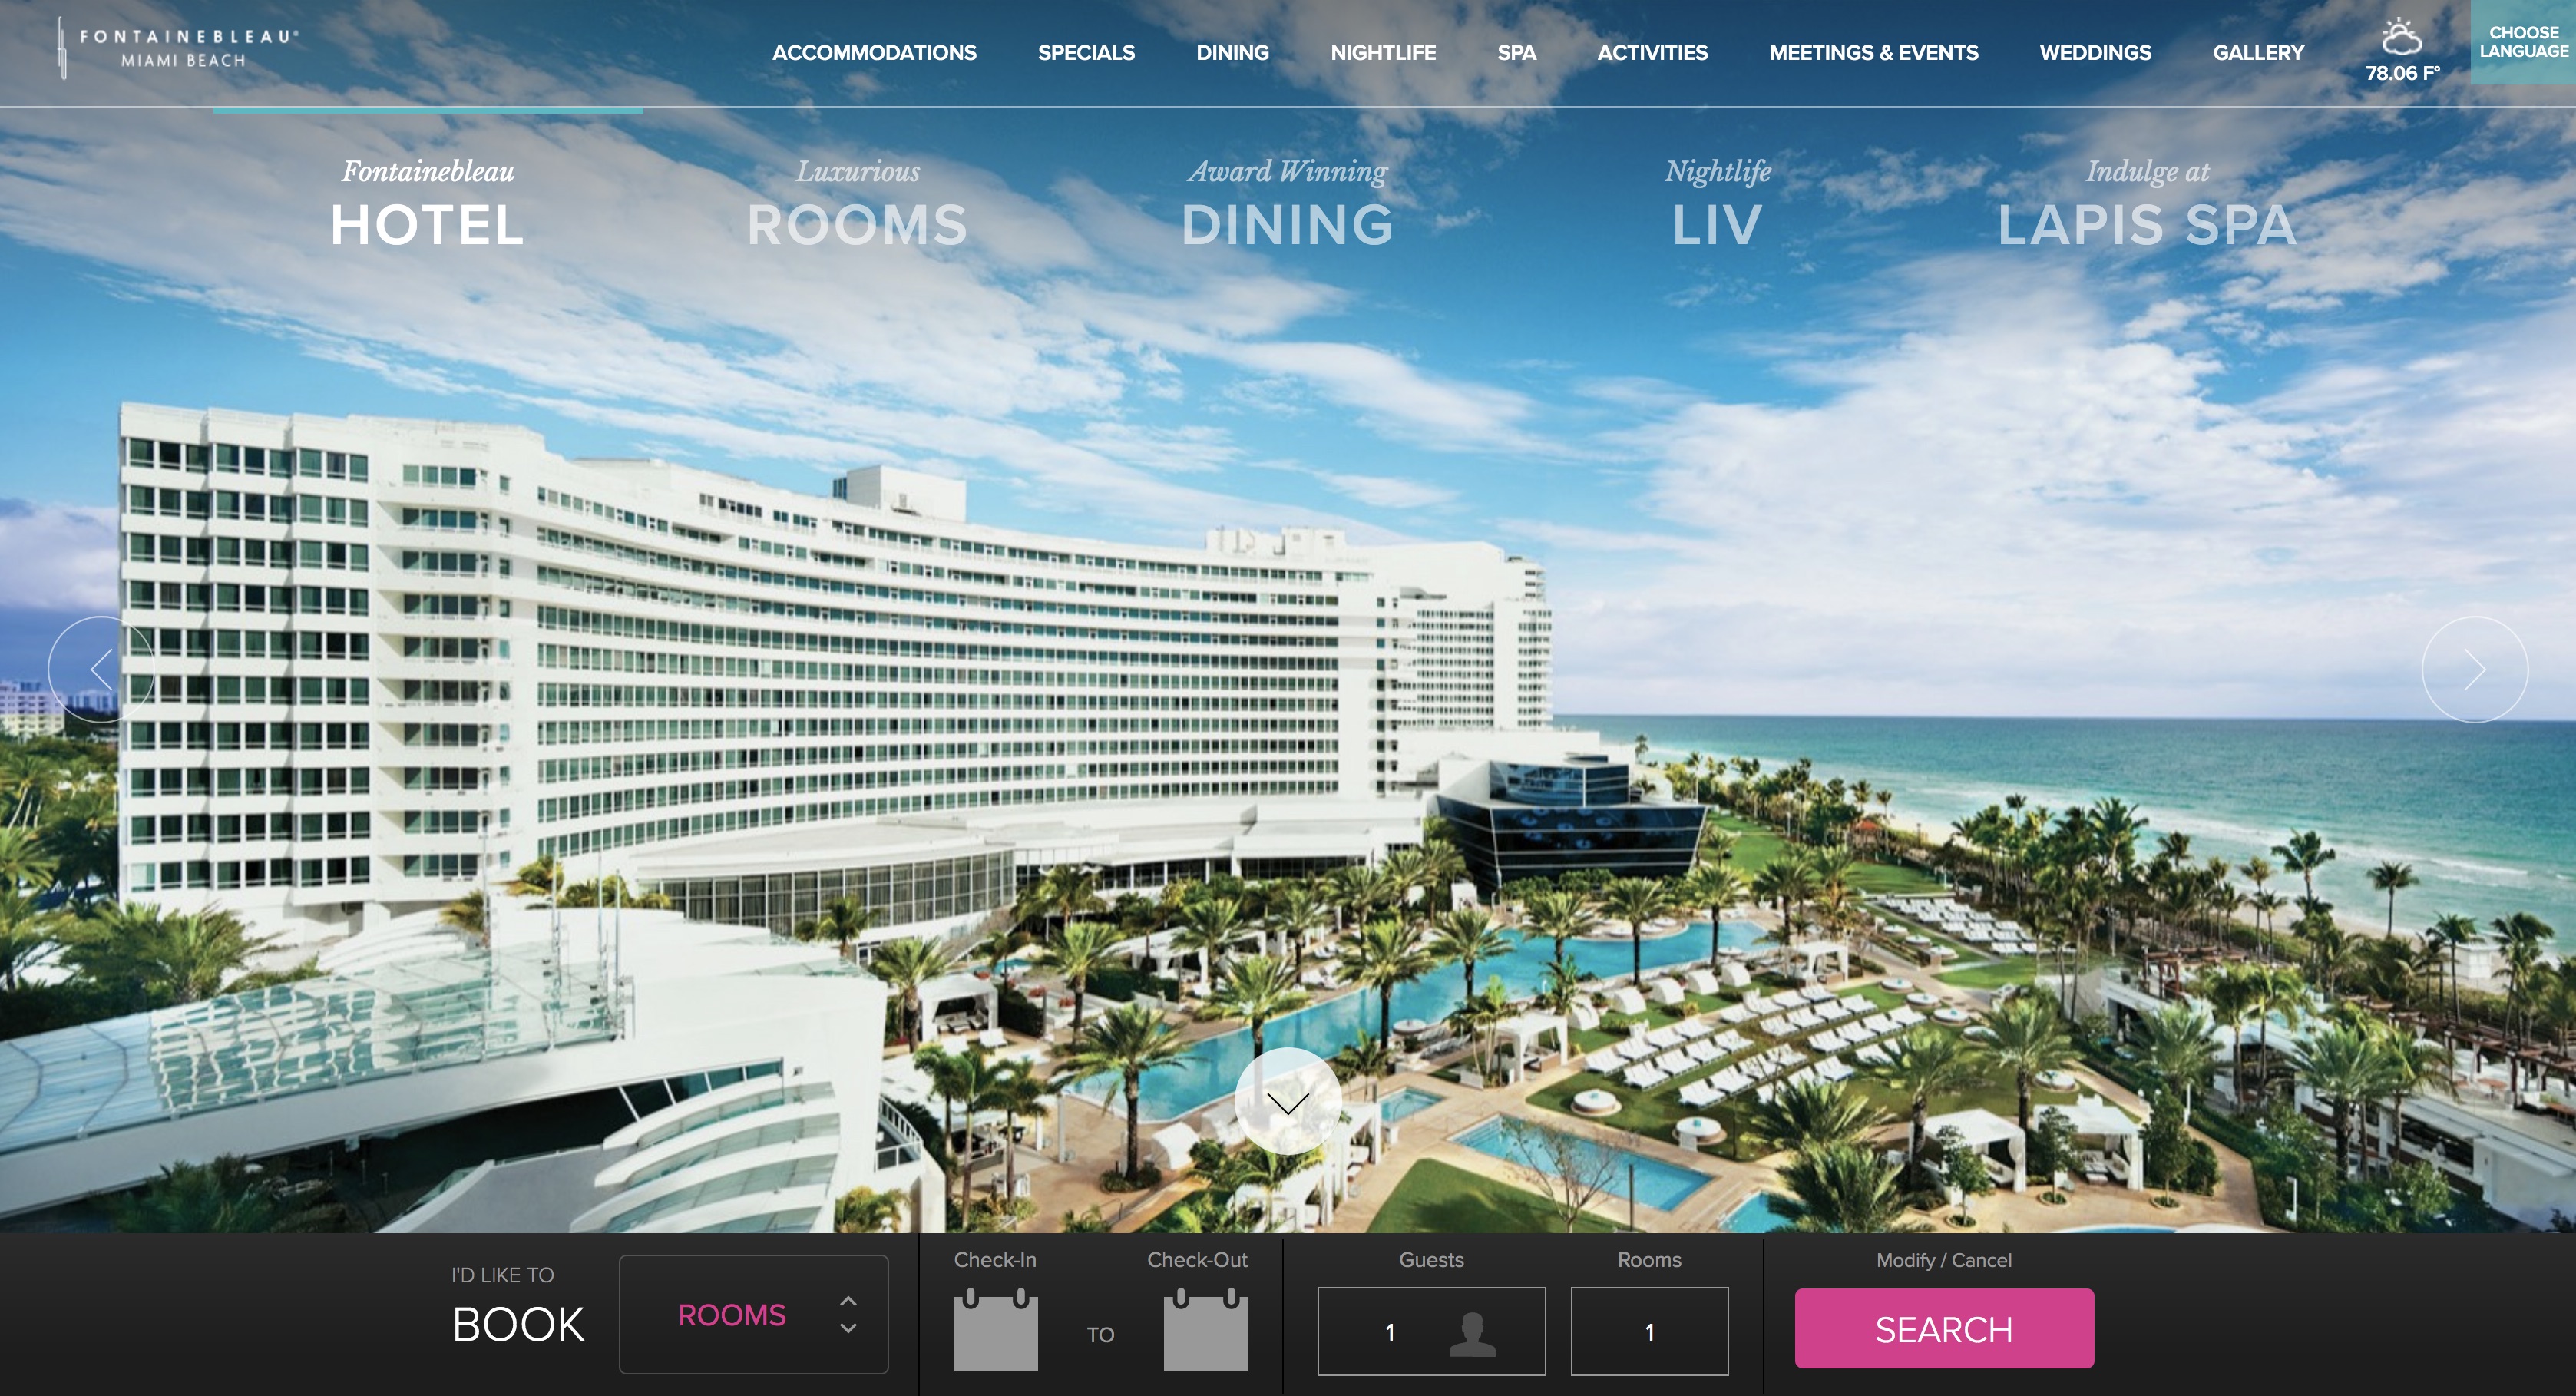 FONTAINEBLEAU®
MIAMI BEACH
ACCOMMODATIONS
SPECIALS
DINING
NIGHTLIFE
SPA
ACTIVITIES
MEETINGS & EVENTS
WEDDINGS
GALLERY
78.06 F°
CHOOSE
LANGUAGE
Fontainebleau
HOTEL
Luxurious
ROOMS
Award Winning
DINING
Nightlife
LIV
Indulge at
LAPIS SPA
I'D LIKE TO
BOOK
ROOMS
Check-In
TO
Check-Out
Guests
1
Rooms
1
Modify / Cancel
SEARCH